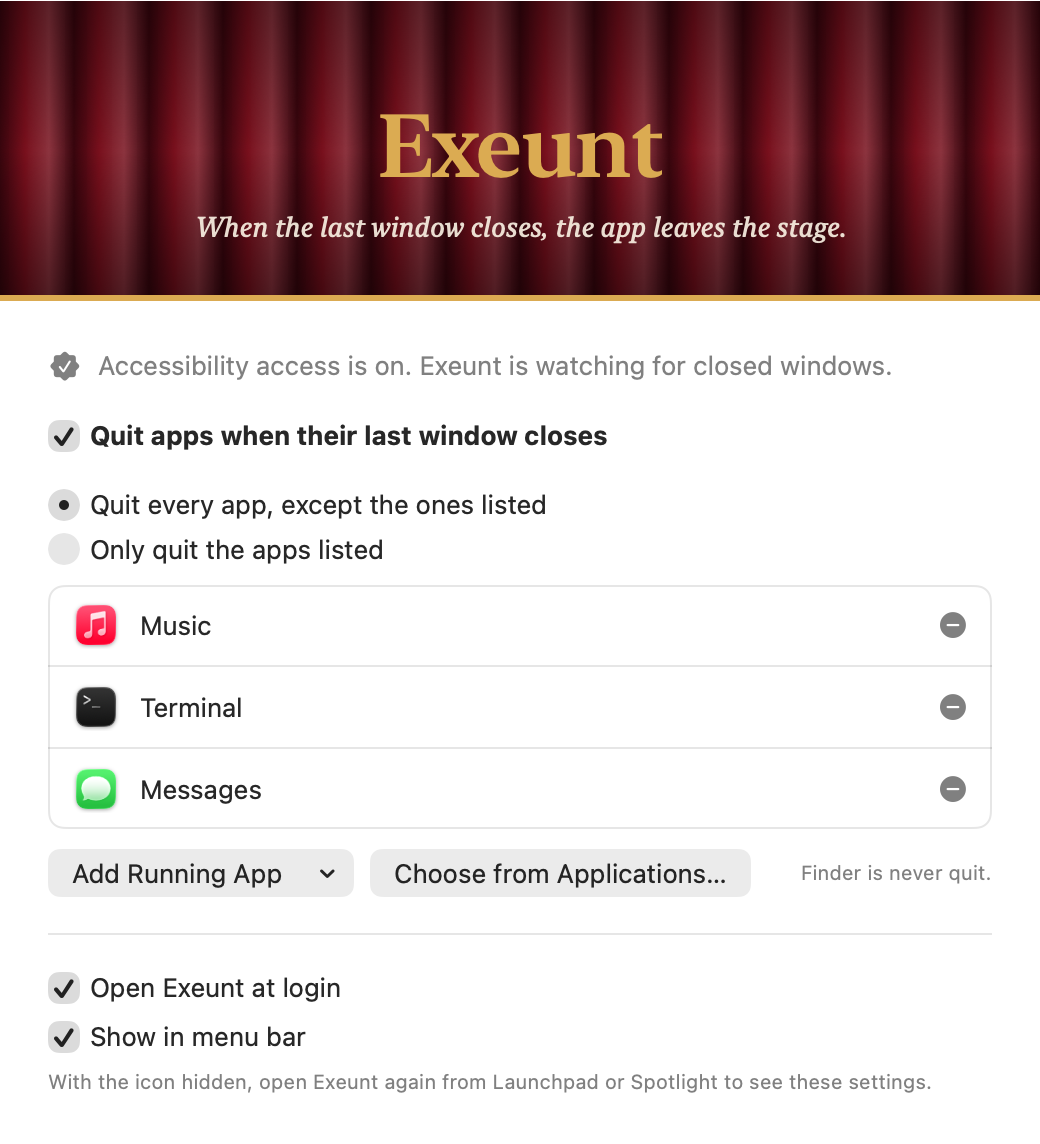 Exeunt
When the last window closes, the app leaves the stage.
Accessibility access is on. Exeunt is watching for closed windows.
Quit apps when their last window closes
Quit every app, except the ones listed
Only quit the apps listed
Music
>_
Terminal
Messages
Add Running App
Choose from Applications...
Finder is never quit.
Open Exeunt at login
Show in menu bar
With the icon hidden, open Exeunt again from Launchpad or Spotlight to see these settings.